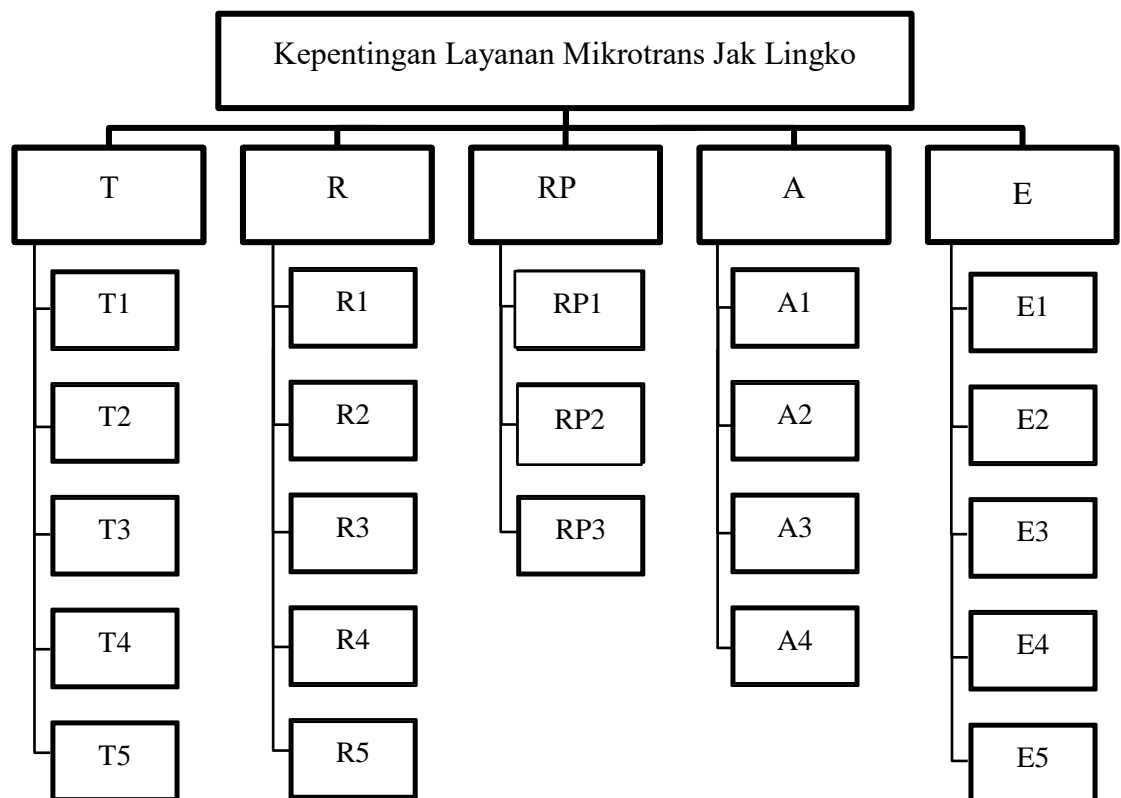 Kepentingan Layanan Mikrotrans Jak Lingko
T
R
RP
A
E
T1
T2
T3
T4
T5
R1
R2
R3
R4
R5
RP1
RP2
RP3
A1
A2
A3
A4
E1
E2
E3
E4
E5